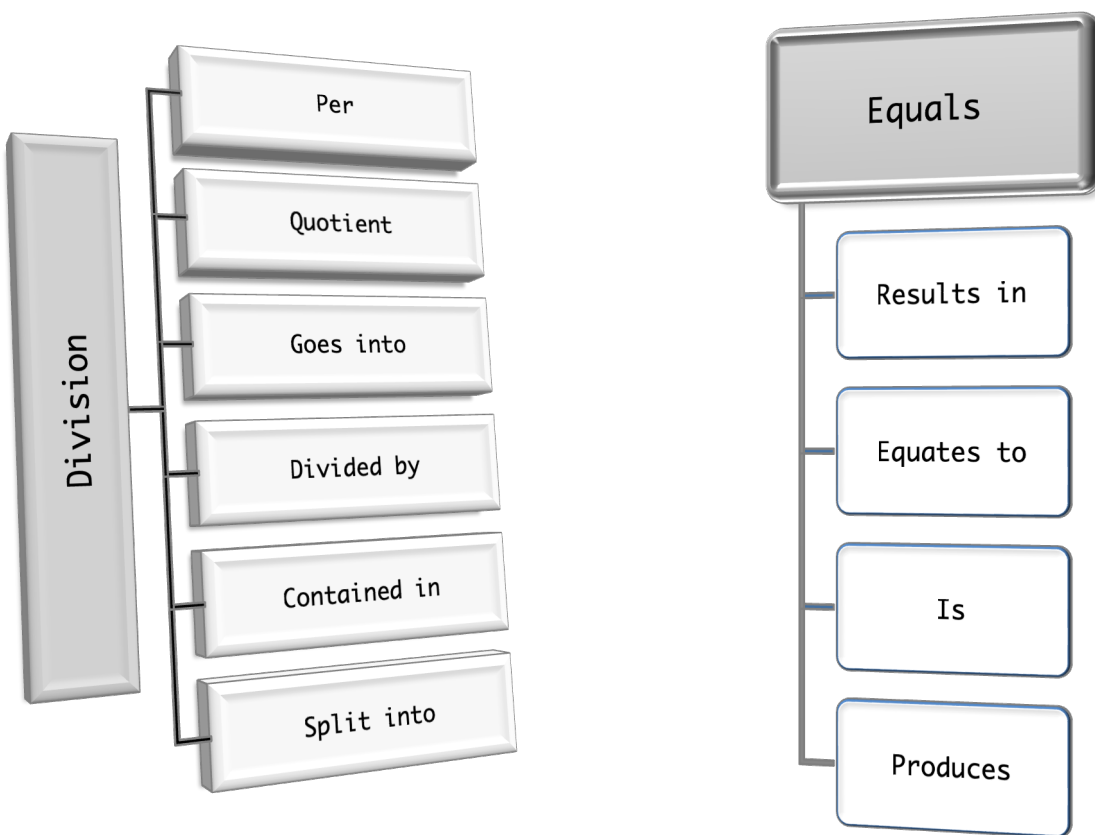 Division
Per
Quotient
Goes into
Divided by
Contained in
Split into
Equals
Results in
Equates to
Is
Produces